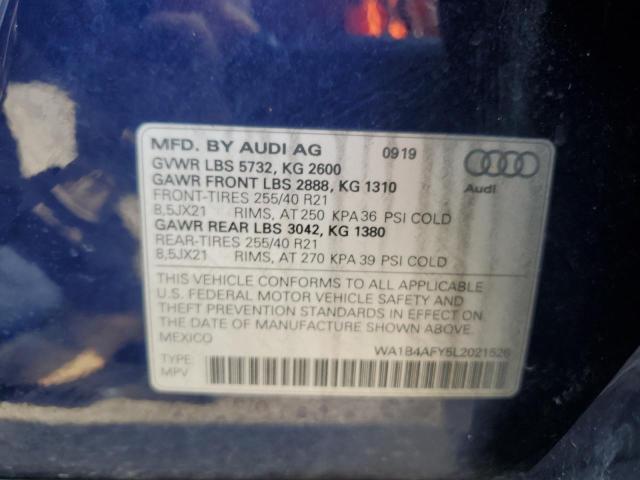 MFD. BY AUDI AG 0919
GVWR LBS 5732, KG 2600
GAWR FRONT LBS 2888, KG 1310
Audi
FRONT-TIRES 255/40 R21
8,5JX21 RIMS, AT 250 KPA 36 PSI COLD
GAWR REAR LBS 3042, KG 1380
REAR-TIRES 255/40 R21
8,5JX21 RIMS, AT 270 KPA 39 PSI COLD
THIS VEHICLE CONFORMS TO ALL APPLICABLE
U.S. FEDERAL MOTOR VEHICLE SAFETY AND
THEFT PREVENTION STANDARDS IN EFFECT ON
THE DATE OF MANUFACTURE SHOWN ABOVE.
MEXICO
WA1B4AFY5L2021526
TYPE:
MPV